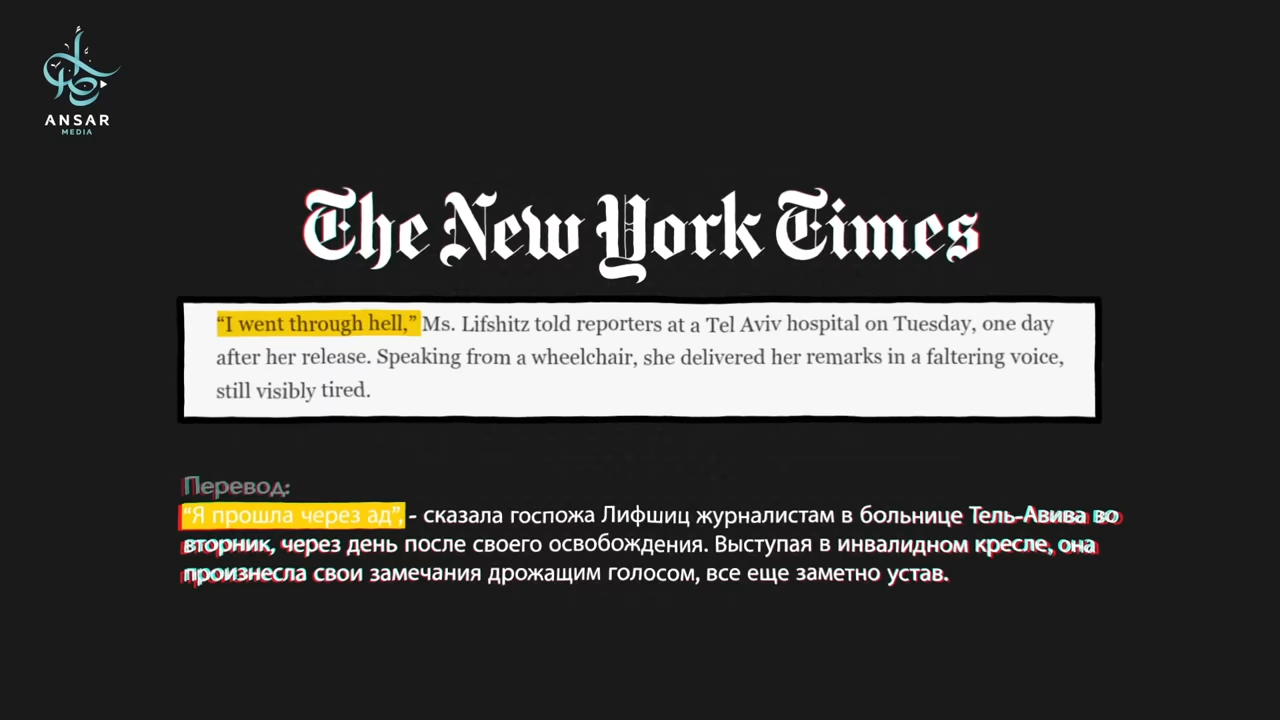 ANSAR
MEDIA
The New York Times
“I went through hell,” Ms. Lifshitz told reporters at a Tel Aviv hospital on Tuesday, one day
after her release. Speaking from a wheelchair, she delivered her remarks in a faltering voice,
still visibly tired.
Перевод:
“Я прошла через ад”, - сказала госпожа Лифшиц журналистам в больнице Тель-Авива во
вторник, через день после своего освобождения. Выступая в инвалидном кресле, она
произнесла свои замечания дрожащим голосом, все еще заметно устав.